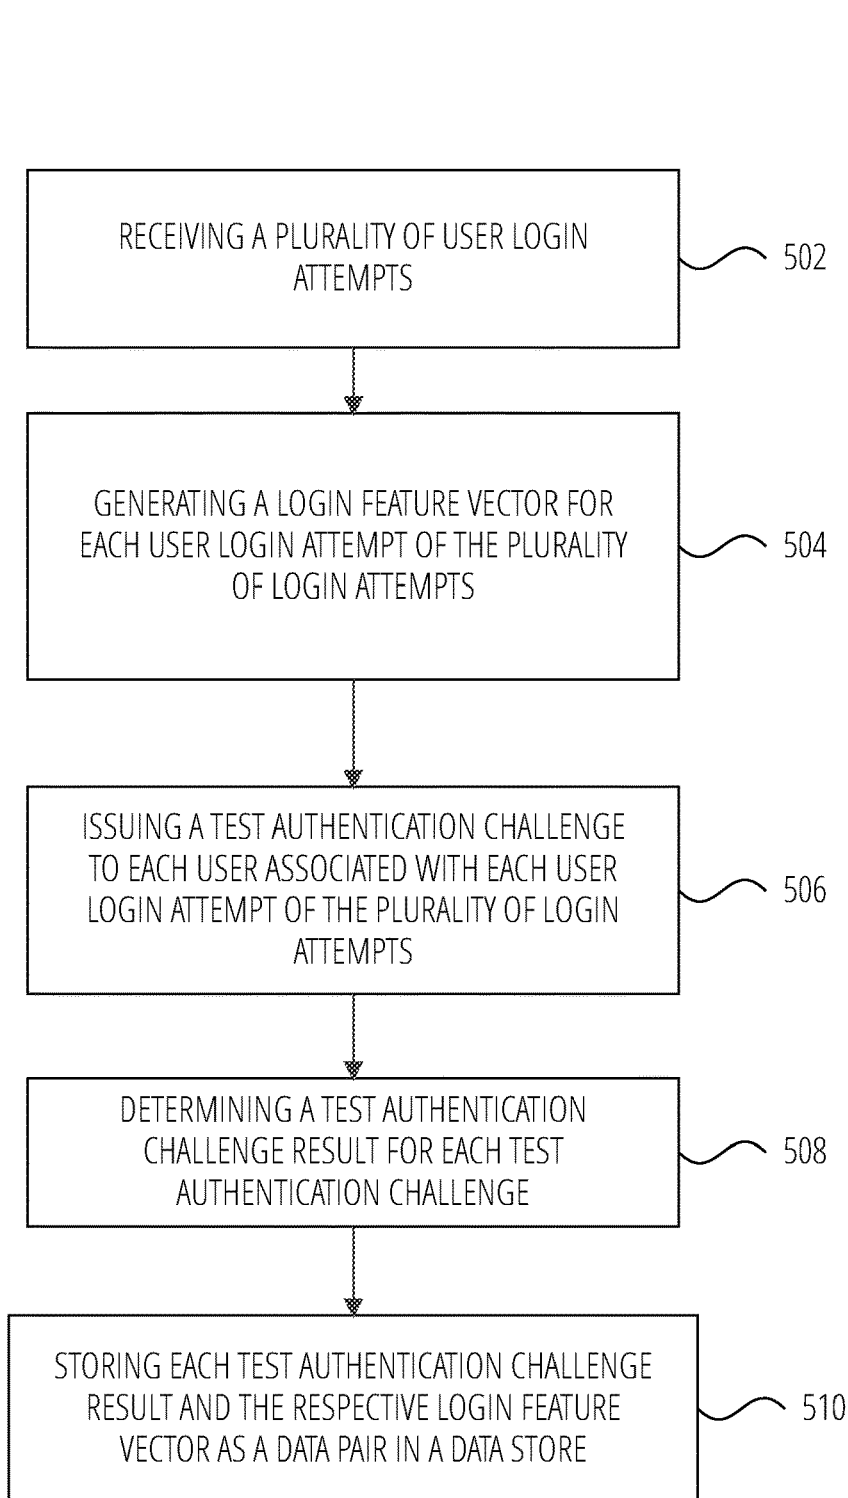 RECEIVING A PLURALITY OF USER LOGIN
ATTEMPTS
502
GENERATING A LOGIN FEATURE VECTOR FOR
EACH USER LOGIN ATTEMPT OF THE PLURALITY
OF LOGIN ATTEMPTS
504
ISSUING A TEST AUTHENTICATION CHALLENGE
TO EACH USER ASSOCIATED WITH EACH USER
LOGIN ATTEMPT OF THE PLURALITY OF LOGIN
ATTEMPTS
506
DETERMINING A TEST AUTHENTICATION
CHALLENGE RESULT FOR EACH TEST
AUTHENTICATION CHALLENGE
508
STORING EACH TEST AUTHENTICATION CHALLENGE
RESULT AND THE RESPECTIVE LOGIN FEATURE
VECTOR AS A DATA PAIR IN A DATA STORE
510